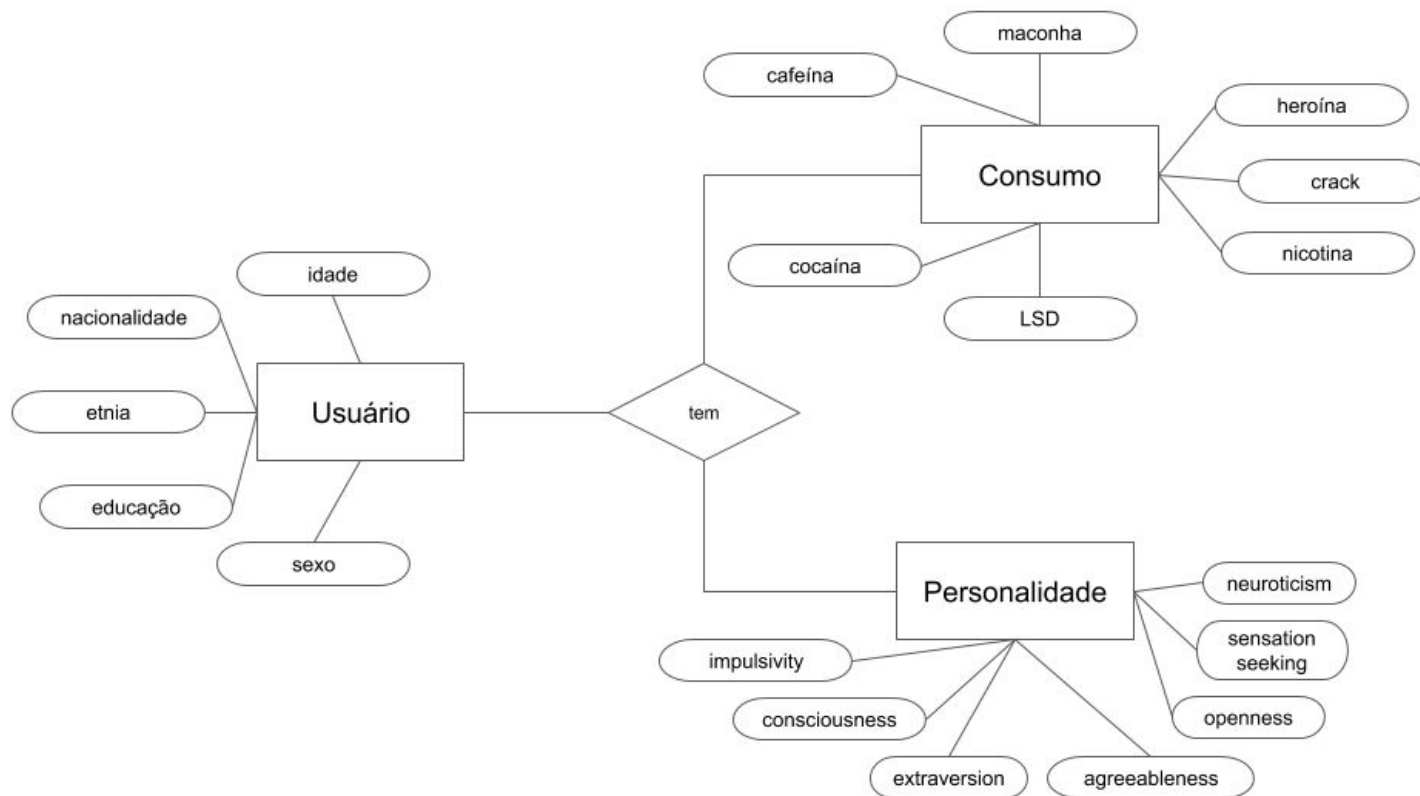 maconha
cafeína
heroína
Consumo
crack
nicotina
cocaína
LSD
idade
nacionalidade
etnia
Usuário
educação
sexo
tem
Personalidade
neuroticism
sensation
seeking
openness
impulsivity
consciousness
extraversion
agreeableness